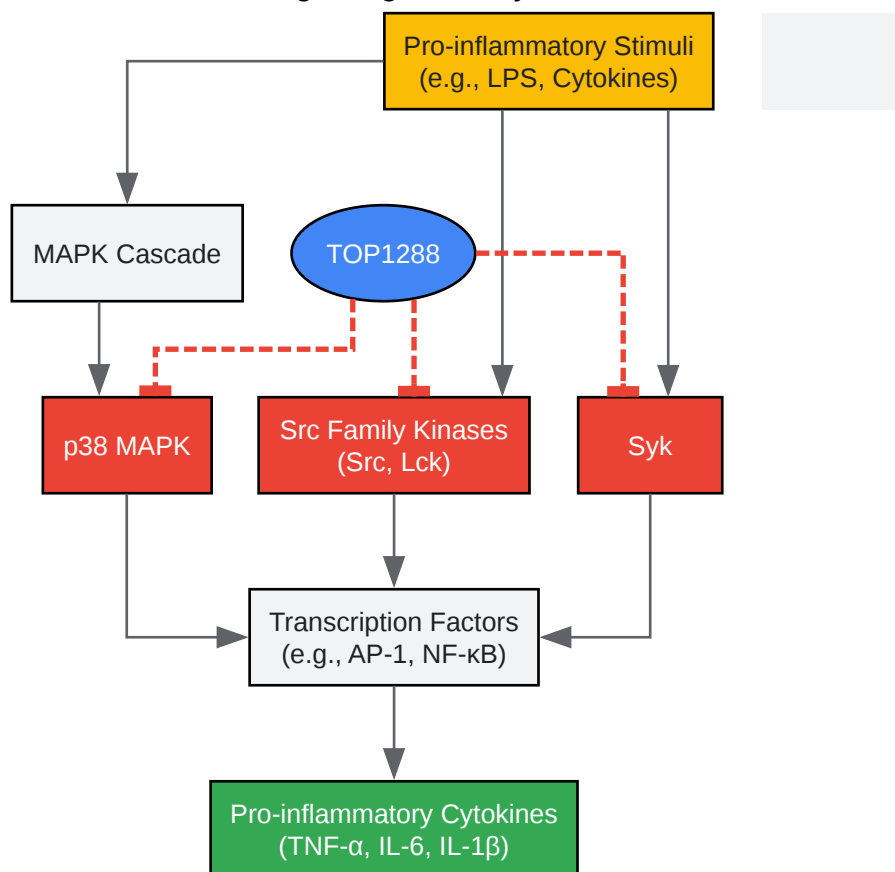 Pro-inflammatory Stimuli
(e.g., LPS, Cytokines)
MAPK Cascade
TOP1288
p38 MAPK
Src Family Kinases
(Src, Lck)
Syk
Transcription Factors
(e.g., AP-1, NF-κB)
Pro-inflammatory Cytokines
(TNF-α, IL-6, IL-1β)